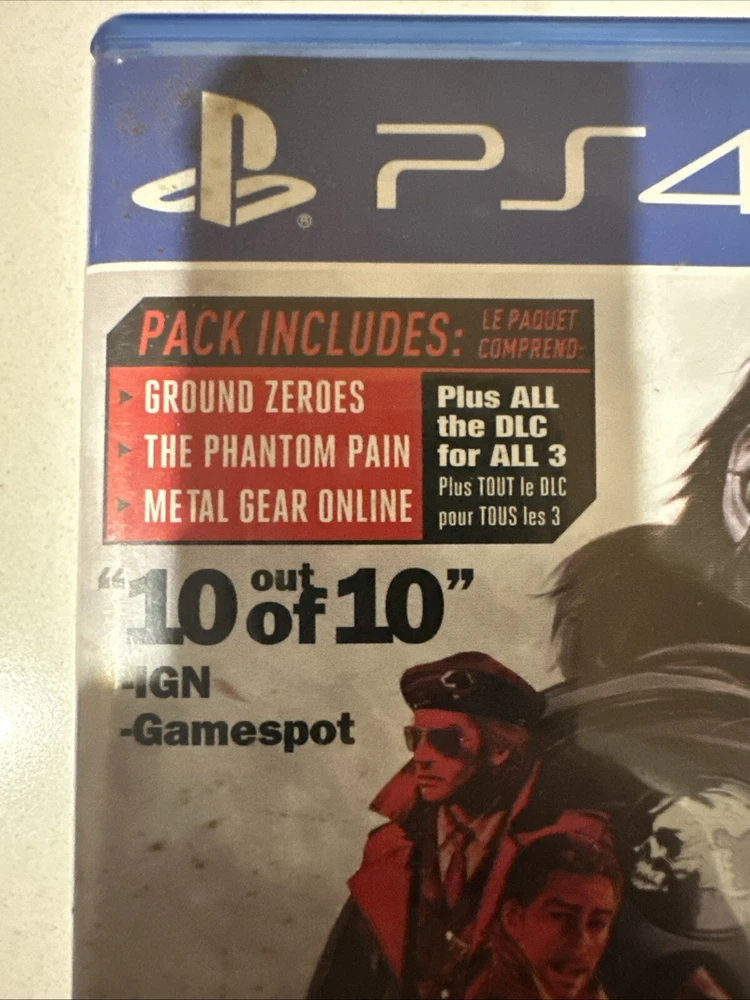 PS4
®
PACK INCLUDES:
LE PAQUET
COMPREND:
GROUND ZEROES
THE PHANTOM PAIN
METAL GEAR ONLINE
Plus ALL
the DLC
for ALL 3
Plus TOUT le DLC
pour TOUS les 3
"10 out of 10"
-IGN
-Gamespot